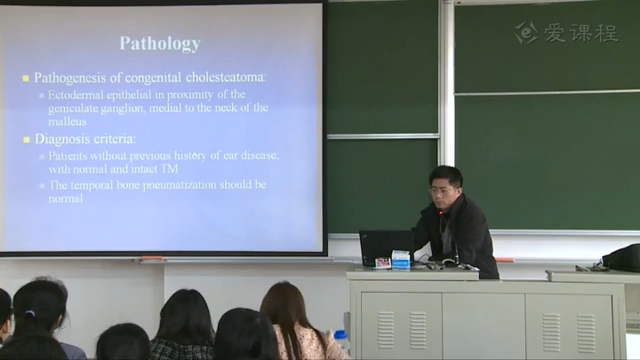 爱课程
Pathology
Pathogenesis of congenital cholesteatoma:
Ectodermal epithelial in proximity of the
geniculate ganglion, medial to the neck of the
malleus
Diagnosis criteria:
Patients without previous history of ear disease,
with normal and intact TM
The temporal bone pneumatization should be
normal